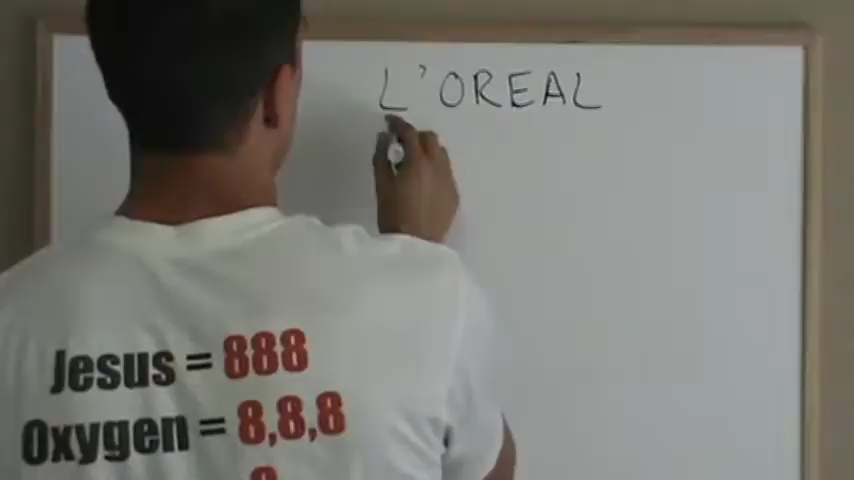 L'OREAL
Jesus = 888
Oxygen = 8,8,8